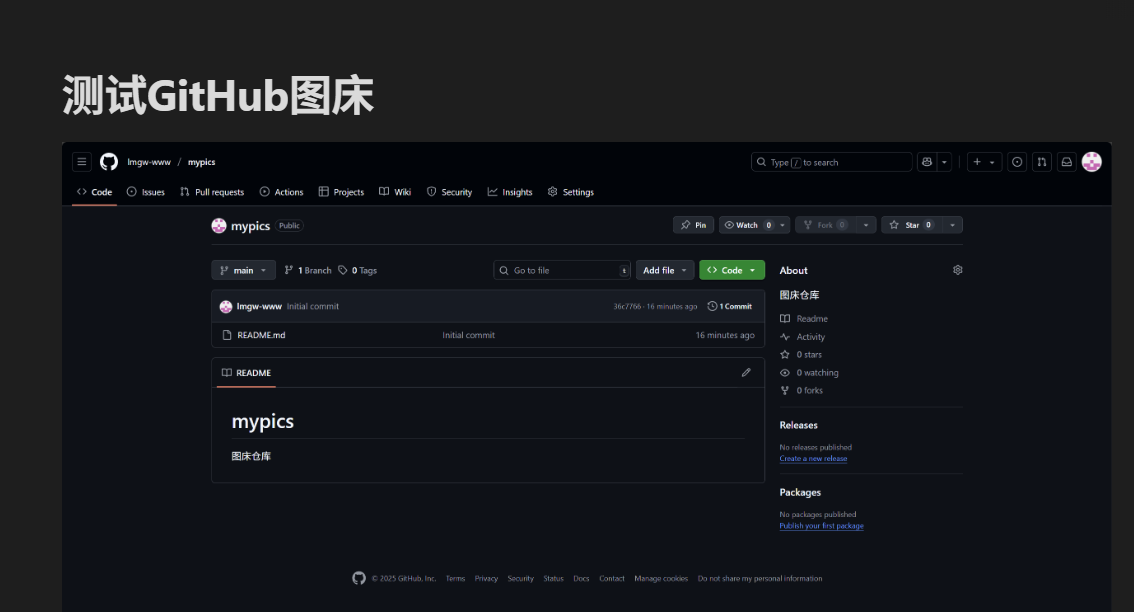 测试GitHub图床
lmgw-www / mypics
Type / to search
Code Issues Pull requests Actions Projects Wiki Security Insights Settings
mypics Public
Pin Watch 0 Fork 0 Star 0
main 1 Branch 0 Tags
Go to file t Add file Code
lmgw-www Initial commit 36c7766 · 16 minutes ago 1 Commit
README.md Initial commit 16 minutes ago
README
mypics
图床仓库
About
图床仓库
Readme
Activity
0 stars
0 watching
0 forks
Releases
No releases published
Create a new release
Packages
No packages published
Publish your first package
© 2025 GitHub, Inc. Terms Privacy Security Status Docs Contact Manage cookies Do not share my personal information